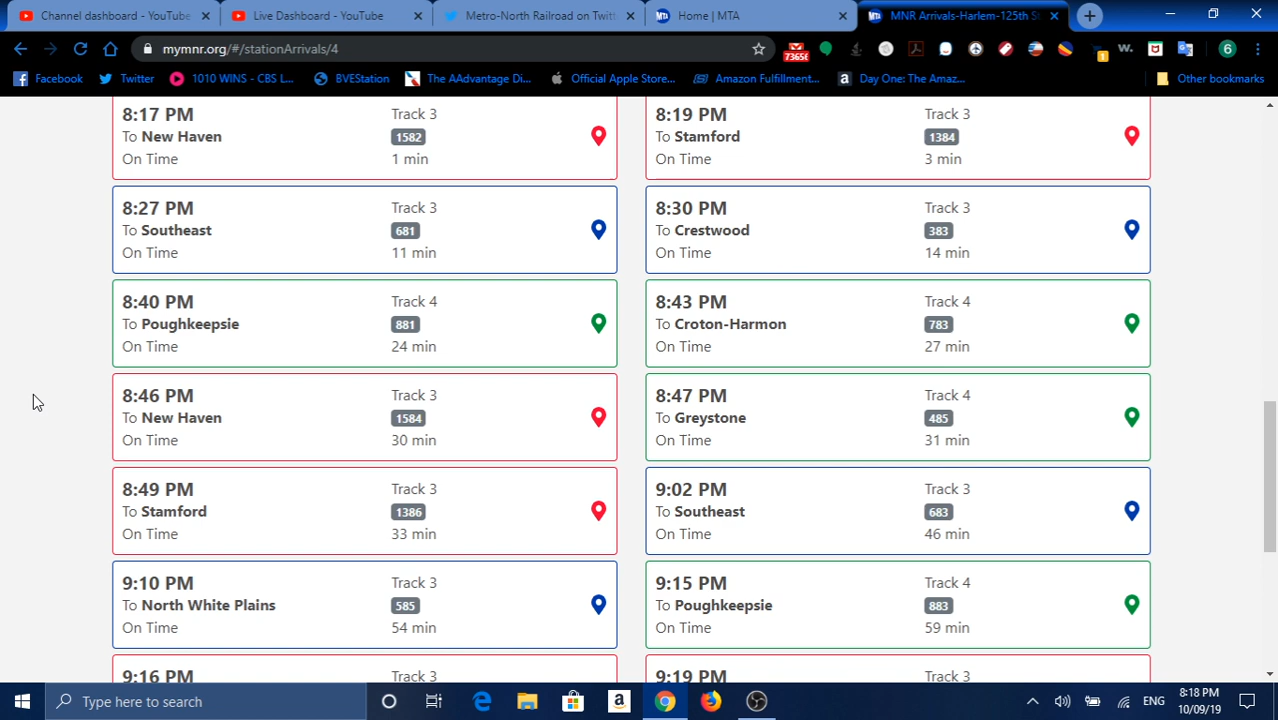 Channel dashboard - YouTube
Live Dashboard - YouTube
Metro-North Railroad on Twitt
Home | MTA
MNR Arrivals-Harlem-125th St
mymnr.org/#/stationArrivals/4
6
Facebook
Twitter
1010 WINS - CBS L...
BVEStation
The AAdvantage Di...
Official Apple Store...
Amazon Fulfillment...
Day One: The Amaz...
Other bookmarks
8:17 PM Track 3
To New Haven 1582
On Time 1 min
8:19 PM Track 3
To Stamford 1384
On Time 3 min
8:27 PM Track 3
To Southeast 681
On Time 11 min
8:30 PM Track 3
To Crestwood 383
On Time 14 min
8:40 PM Track 4
To Poughkeepsie 881
On Time 24 min
8:43 PM Track 4
To Croton-Harmon 783
On Time 27 min
8:46 PM Track 3
To New Haven 1584
On Time 30 min
8:47 PM Track 4
To Greystone 485
On Time 31 min
8:49 PM Track 3
To Stamford 1386
On Time 33 min
9:02 PM Track 3
To Southeast 683
On Time 46 min
9:10 PM Track 3
To North White Plains 585
On Time 54 min
9:15 PM Track 4
To Poughkeepsie 883
On Time 59 min
9:16 PM Track 3
9:19 PM Track 3
Type here to search
ENG
8:18 PM
10/09/19